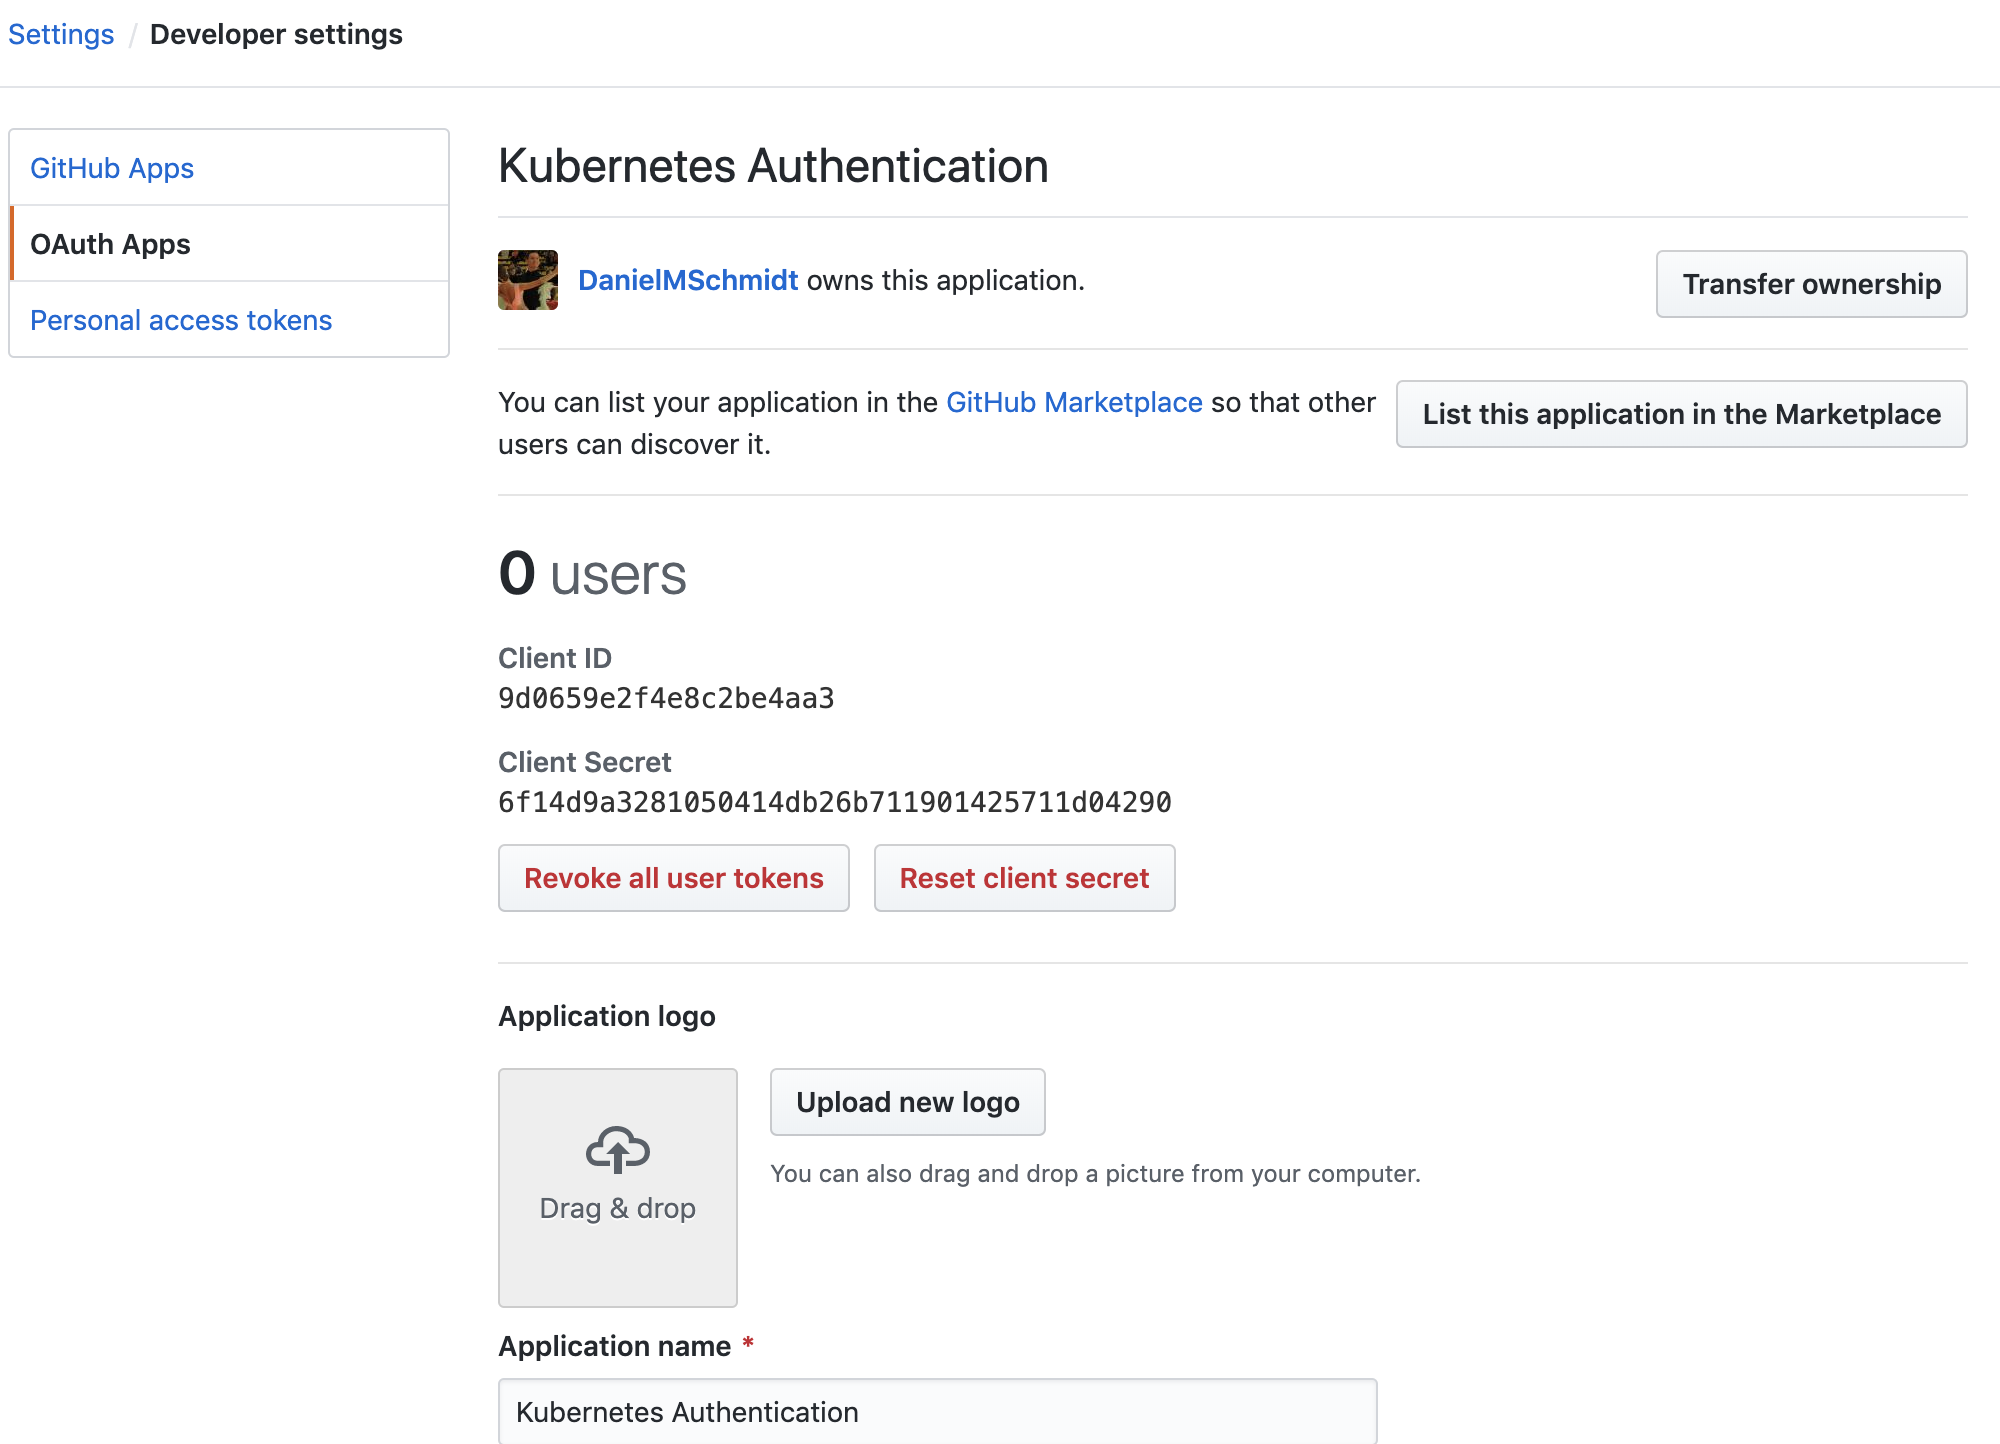 Settings / Developer settings
GitHub Apps
OAuth Apps
Personal access tokens
Kubernetes Authentication
DanielMSchmidt owns this application.
Transfer ownership
You can list your application in the GitHub Marketplace so that other
users can discover it.
List this application in the Marketplace
0 users
Client ID
9d0659e2f4e8c2be4aa3
Client Secret
6f14d9a3281050414db26b711901425711d04290
Revoke all user tokens
Reset client secret
Application logo
Drag & drop
Upload new logo
You can also drag and drop a picture from your computer.
Application name *
Kubernetes Authentication